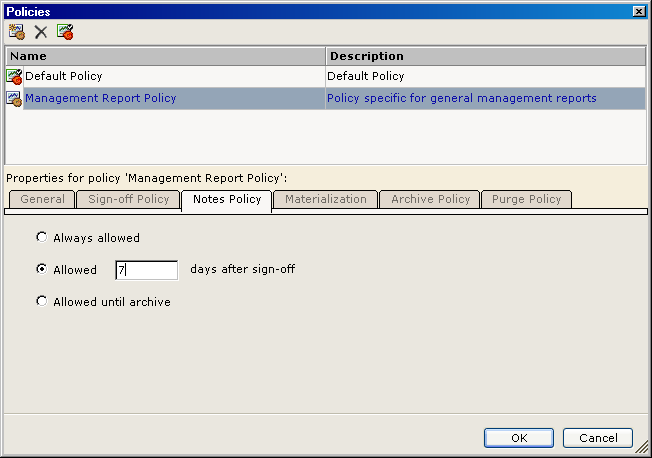 Policies
Name Description
Default Policy Default Policy
Management Report Policy Policy specific for general management reports
Properties for policy 'Management Report Policy':
General Sign-off Policy Notes Policy Materialization Archive Policy Purge Policy
Always allowed
Allowed 7 days after sign-off
Allowed until archive
OK Cancel